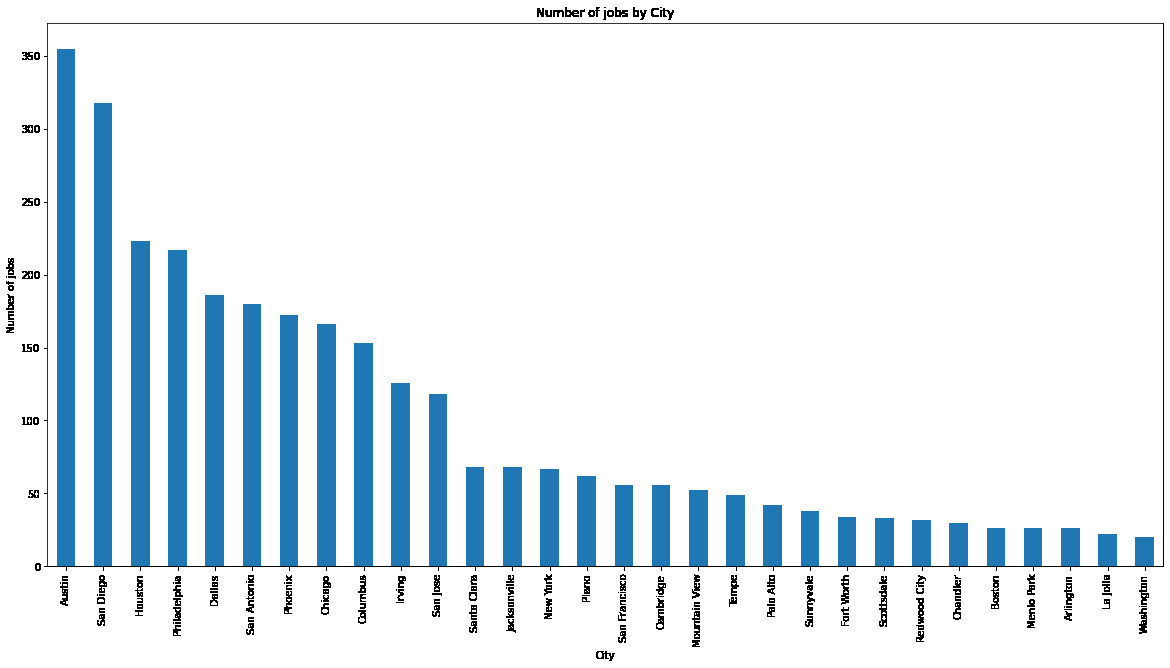 Number of jobs by City
Number of jobs
350
300
250
200
150
100
50
0
Austin
San Diego
Houston
Philadelphia
Dallas
San Antonio
Phoenix
Chicago
Columbus
Irving
San Jose
Santa Clara
Jacksonville
New York
Plano
San Francisco
Cambridge
Mountain View
Tempe
Palo Alto
Sunnyvale
Fort Worth
Scottsdale
Redwood City
Chandler
Boston
Menlo Park
Arlington
La Jolla
Washington
City